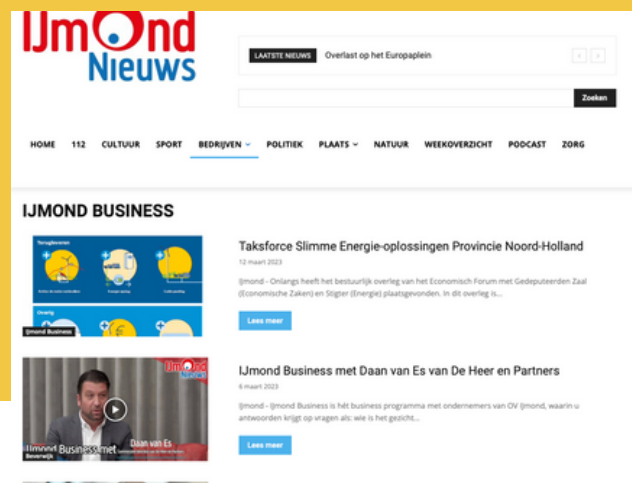 IJmond
Nieuws
LAATSTE NIEUWS Overlast op het Europaplein
Zoeken
HOME 112 CULTUUR SPORT BEDRIJVEN POLITIEK PLAATS NATUUR WEEKOVERZICHT PODCAST ZORG
IJMOND BUSINESS
Terugleveren
Overig
IJmond Business
Taksforce Slimme Energie-oplossingen Provincie Noord-Holland
12 maart 2023
IJmond - Onlangs heeft het bestuurlijk overleg van het Economisch Forum met Gedeputeerden Zaal
(Economische Zaken) en Stigter (Energie) plaatsgevonden. In dit overleg is...
Lees meer
IJmond
Nieuws
IJmond Business met Daan van Es
Beverwijk
IJmond Business met Daan van Es van De Heer en Partners
6 maart 2023
IJmond - IJmond Business is hét business programma met ondernemers van OV IJmond, waarin u
antwoorden krijgt op vragen als: wie is het gezicht...
Lees meer